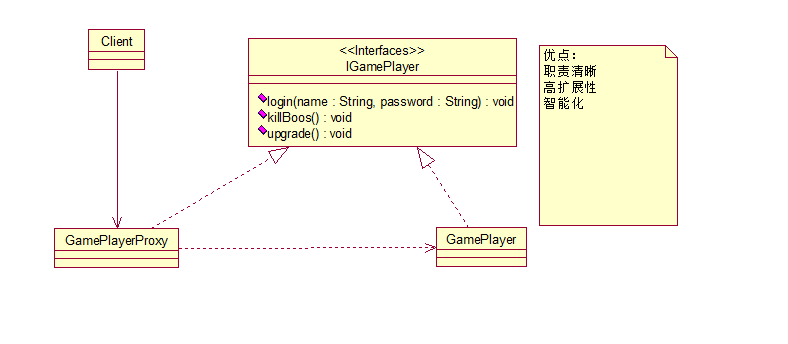 Client
<<Interfaces>>
IGamePlayer
login(name : String, password : String) : void
killBoos() : void
upgrade() : void
优点：
职责清晰
高扩展性
智能化
GamePlayerProxy
GamePlayer